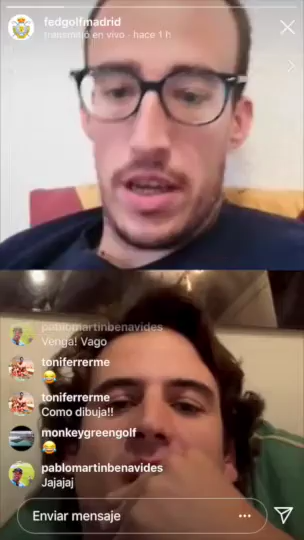 fedgolfmadrid
transmitió en vivo · hace 1 h
pablomartinbenavides
Venga! Vago
toniferrerme
😂
toniferrerme
Como dibuja!!
monkeygreengolf
😂
pablomartinbenavides
Jajajaj
Enviar mensaje